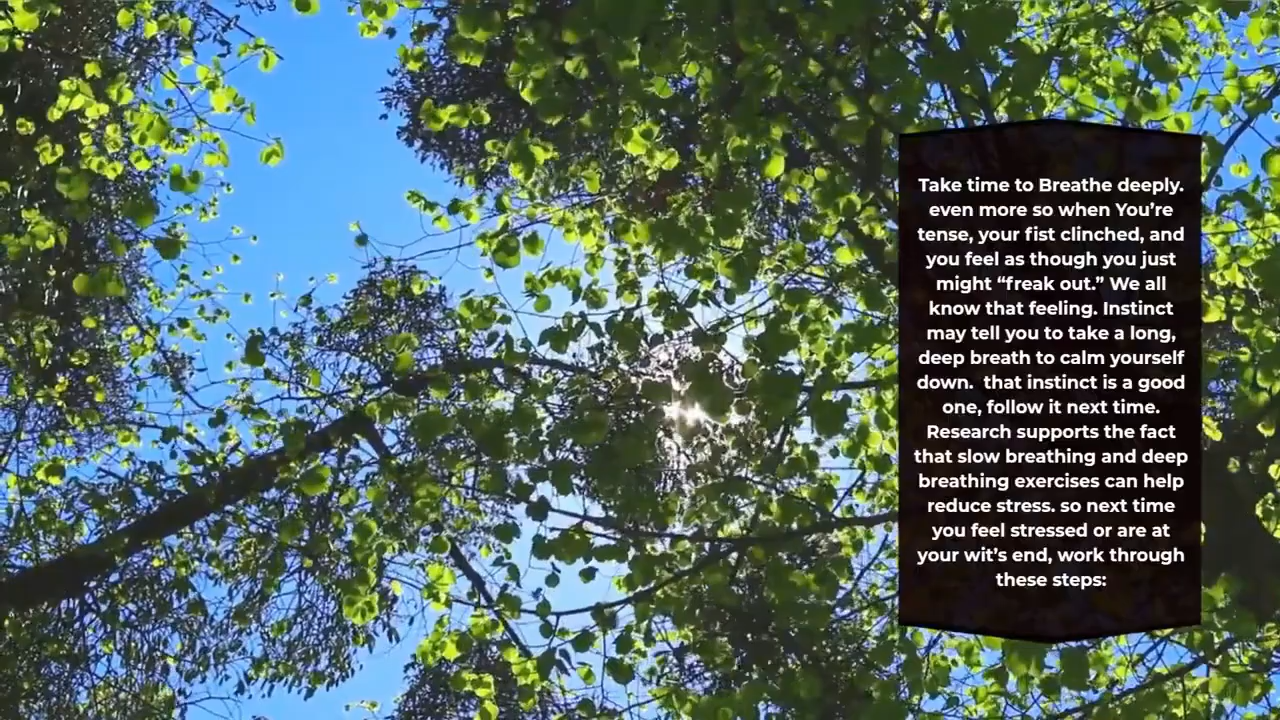 Take time to Breathe deeply.
even more so when You’re
tense, your fist clinched, and
you feel as though you just
might “freak out.” We all
know that feeling. Instinct
may tell you to take a long,
deep breath to calm yourself
down.  that instinct is a good
one, follow it next time.
Research supports the fact
that slow breathing and deep
breathing exercises can help
reduce stress. so next time
you feel stressed or are at
your wit’s end, work through
these steps: